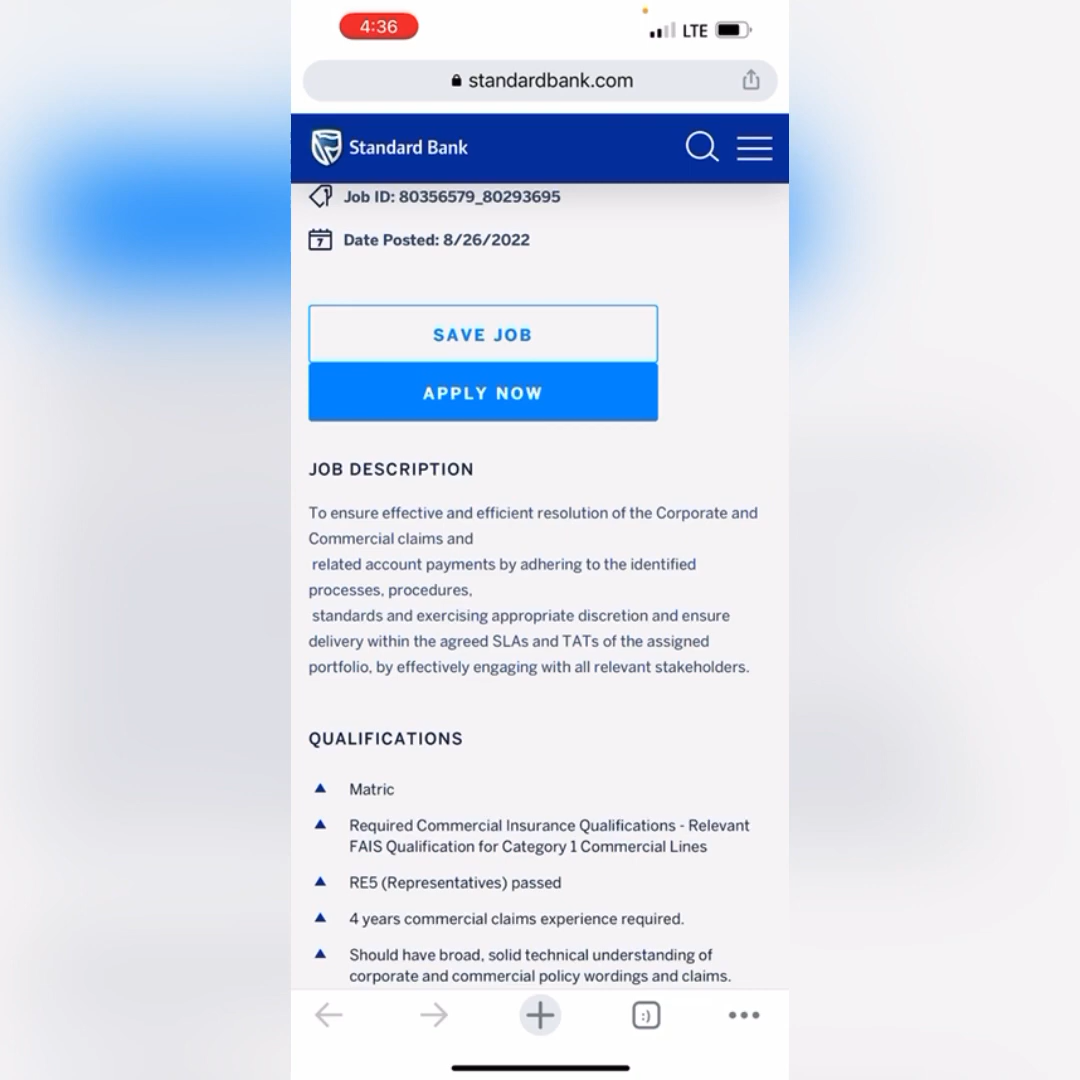 4:36
LTE
standardbank.com
Standard Bank
Job ID: 80356579_80293695
7
Date Posted: 8/26/2022
SAVE JOB
APPLY NOW
JOB DESCRIPTION
To ensure effective and efficient resolution of the Corporate and
Commercial claims and
related account payments by adhering to the identified
processes, procedures,
standards and exercising appropriate discretion and ensure
delivery within the agreed SLAs and TATs of the assigned
portfolio, by effectively engaging with all relevant stakeholders.
QUALIFICATIONS
Matric
Required Commercial Insurance Qualifications - Relevant
FAIS Qualification for Category 1 Commercial Lines
RE5 (Representatives) passed
4 years commercial claims experience required.
Should have broad, solid technical understanding of
corporate and commercial policy wordings and claims.
:)